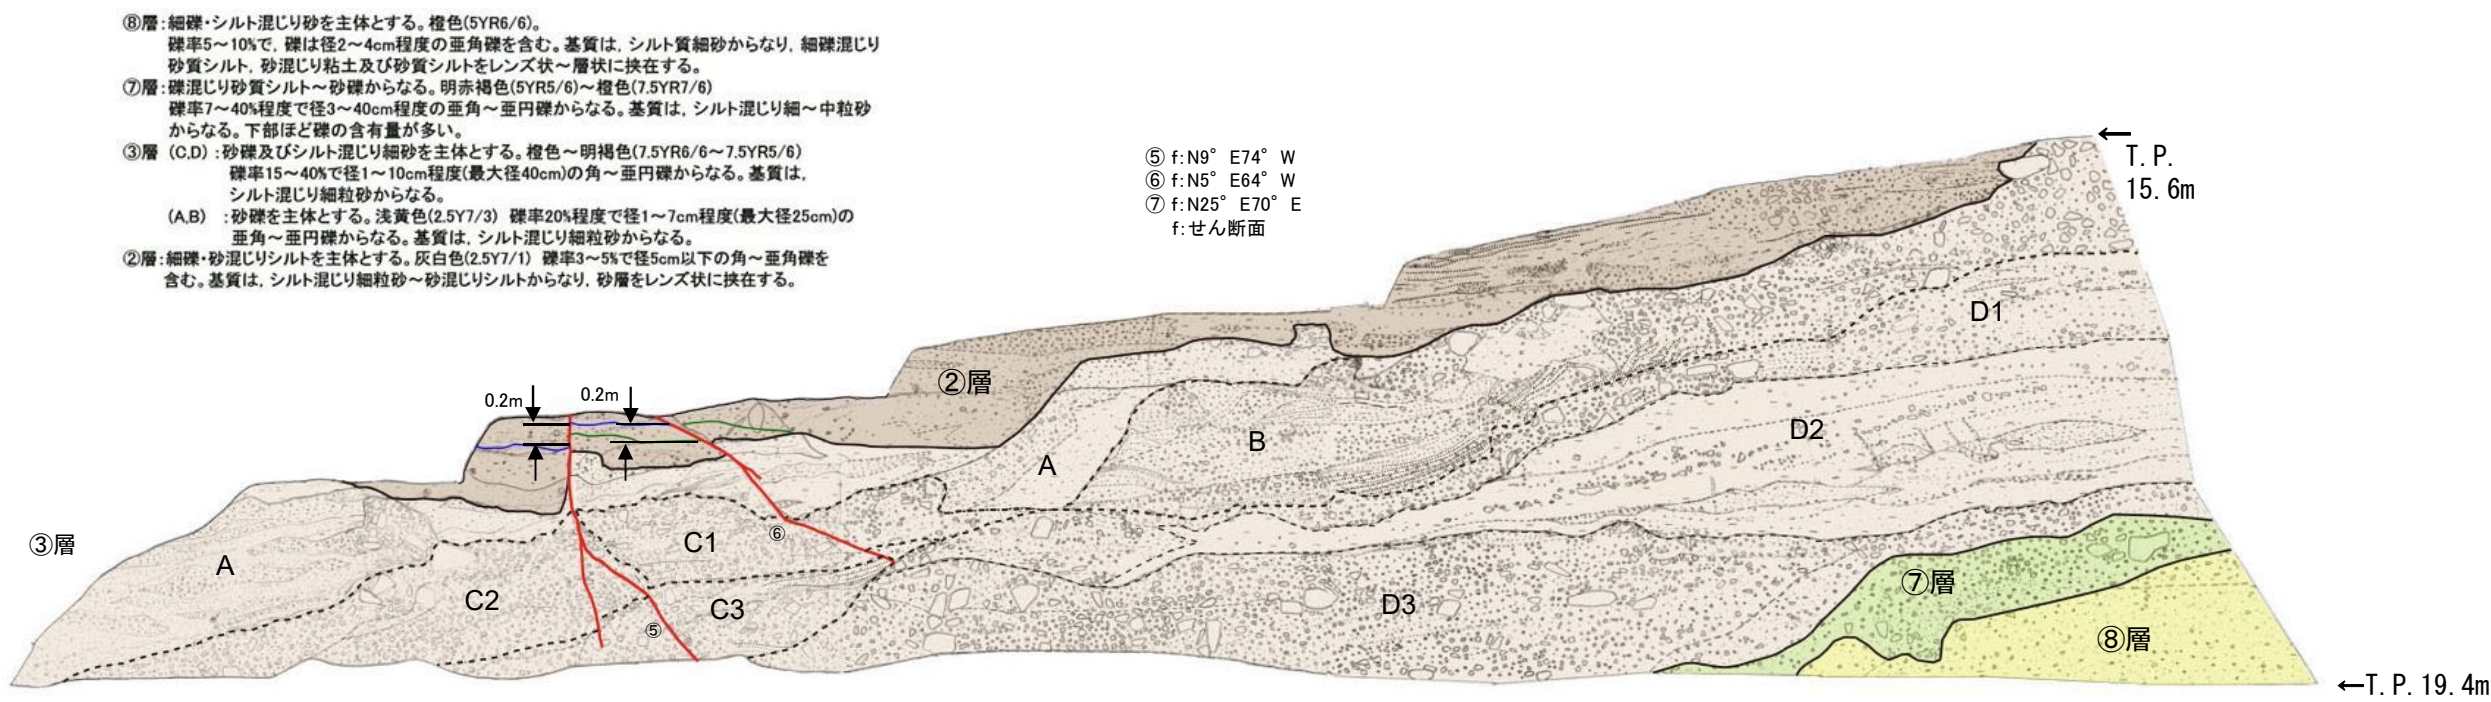 ⑧層:細礫・シルト混じり砂を主体とする。橙色(5YR6/6)。
礫率5～10%で, 礫は径2～4cm程度の亜角礫を含む。基質は, シルト質細砂からなり, 細礫混じり
砂質シルト, 砂混じり粘土及び砂質シルトをレンズ状～層状に挟在する。
⑦層:礫混じり砂質シルト～砂礫からなる。明赤褐色(5YR5/6)～橙色(7.5YR7/6)
礫率7～40%程度で径3～40cm程度の亜角～亜円礫からなる。基質は, シルト混じり細～中粒砂
からなる。下部ほど礫の含有量が多い。
③層 (C,D) :砂礫及びシルト混じり細砂を主体とする。橙色～明褐色(7.5YR6/6～7.5YR5/6)
礫率15～40%で径1～10cm程度(最大径40cm)の角～亜円礫からなる。基質は,
シルト混じり細粒砂からなる。
(A,B) :砂礫を主体とする。浅黄色(2.5Y7/3) 礫率20%程度で径1～7cm程度(最大径25cm)の
亜角～亜円礫からなる。基質は, シルト混じり細粒砂からなる。
②層:細礫・砂混じりシルトを主体とする。灰白色(2.5Y7/1) 礫率3～5%で径5cm以下の角～亜角礫を
含む。基質は, シルト混じり細粒砂～砂混じりシルトからなり, 砂層をレンズ状に挟在する。
⑤ f:N9° E74° W
⑥ f:N5° E64° W
⑦ f:N25° E70° E
f:せん断面
←
T.P.
15.6m
D1
②層
0.2m
0.2m
D2
B
A
③層
A
C1
⑥
C2
C3
⑤
D3
⑦層
⑧層
←T.P.19.4m